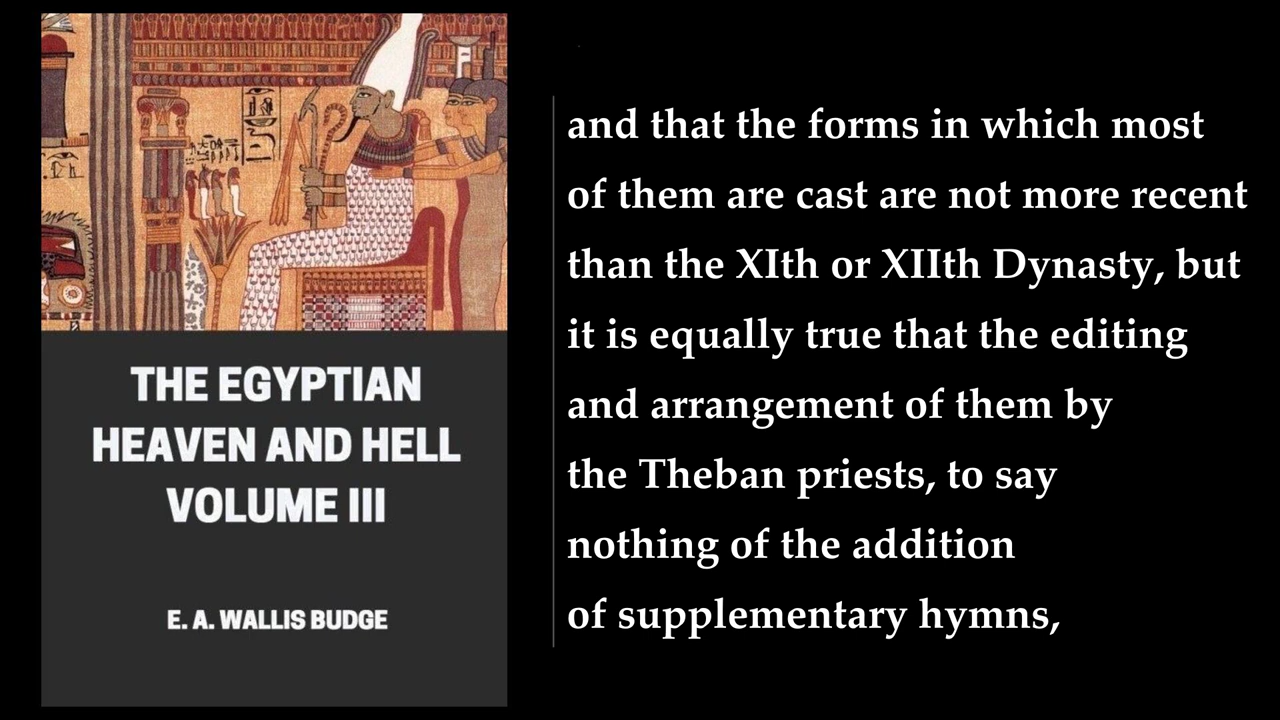 THE EGYPTIAN
HEAVEN AND HELL
VOLUME III
E. A. WALLIS BUDGE
and that the forms in which most
of them are cast are not more recent
than the XIth or XIIth Dynasty, but
it is equally true that the editing
and arrangement of them by
the Theban priests, to say
nothing of the addition
of supplementary hymns,